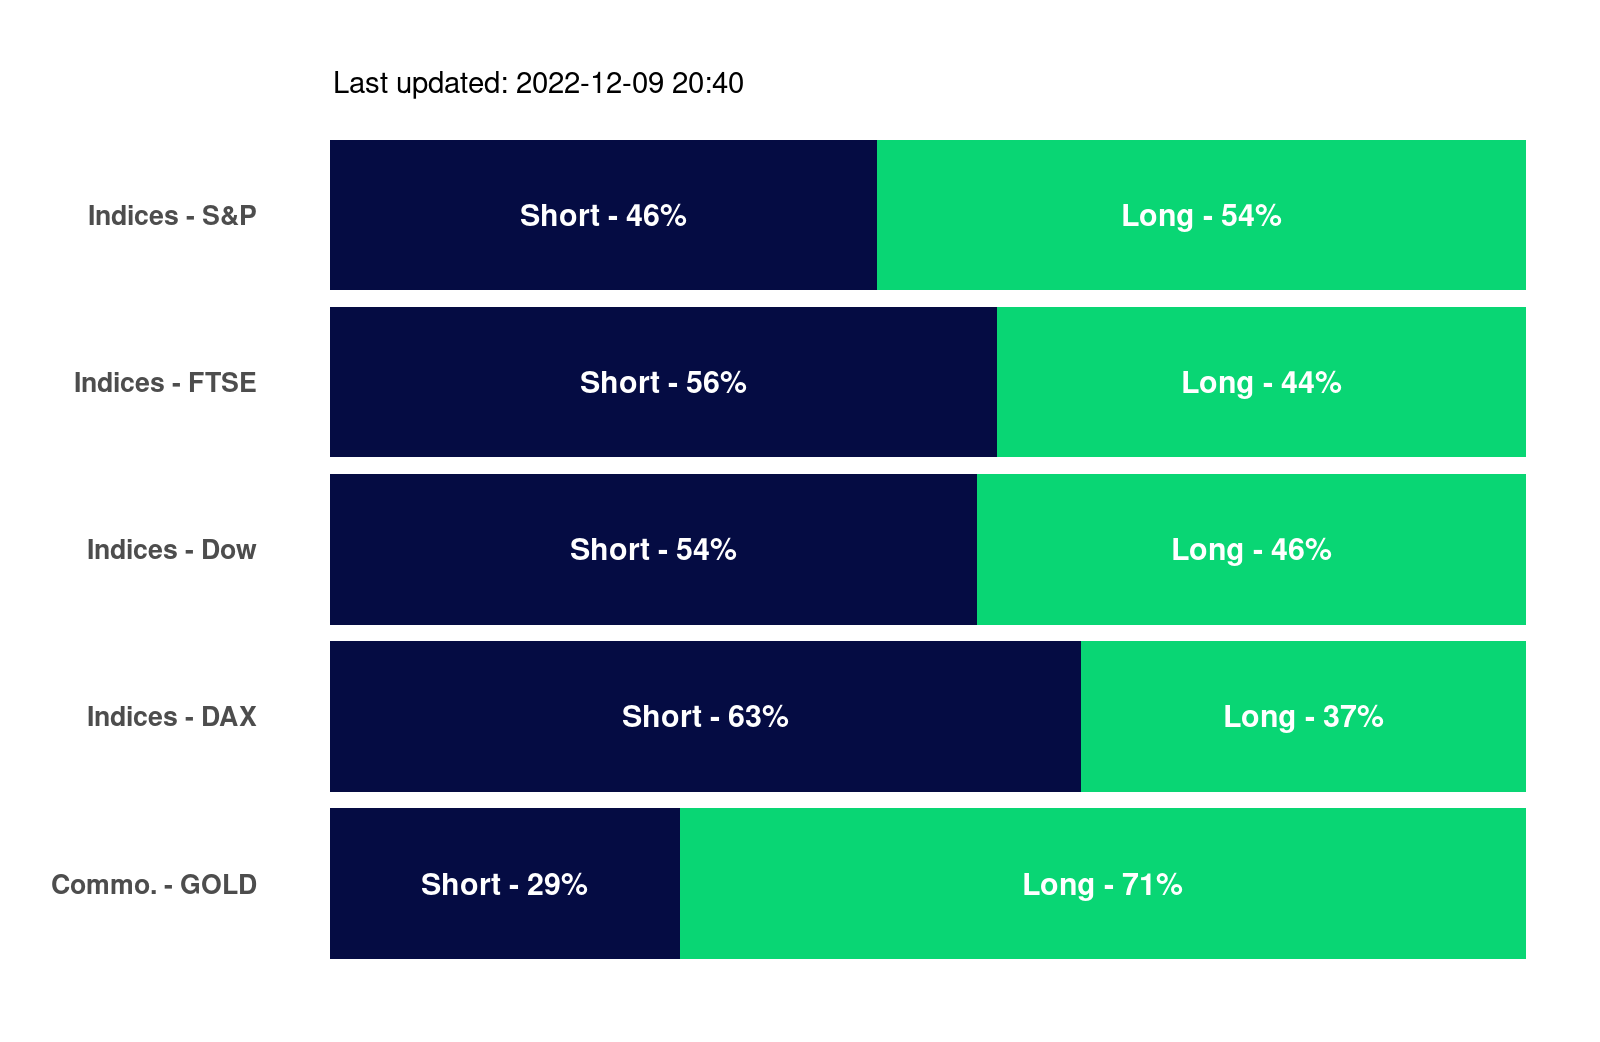 Last updated: 2022-12-09 20:40
Indices - S&P Short - 46% Long - 54%
Indices - FTSE Short - 56% Long - 44%
Indices - Dow Short - 54% Long - 46%
Indices - DAX Short - 63% Long - 37%
Commo. - GOLD Short - 29% Long - 71%